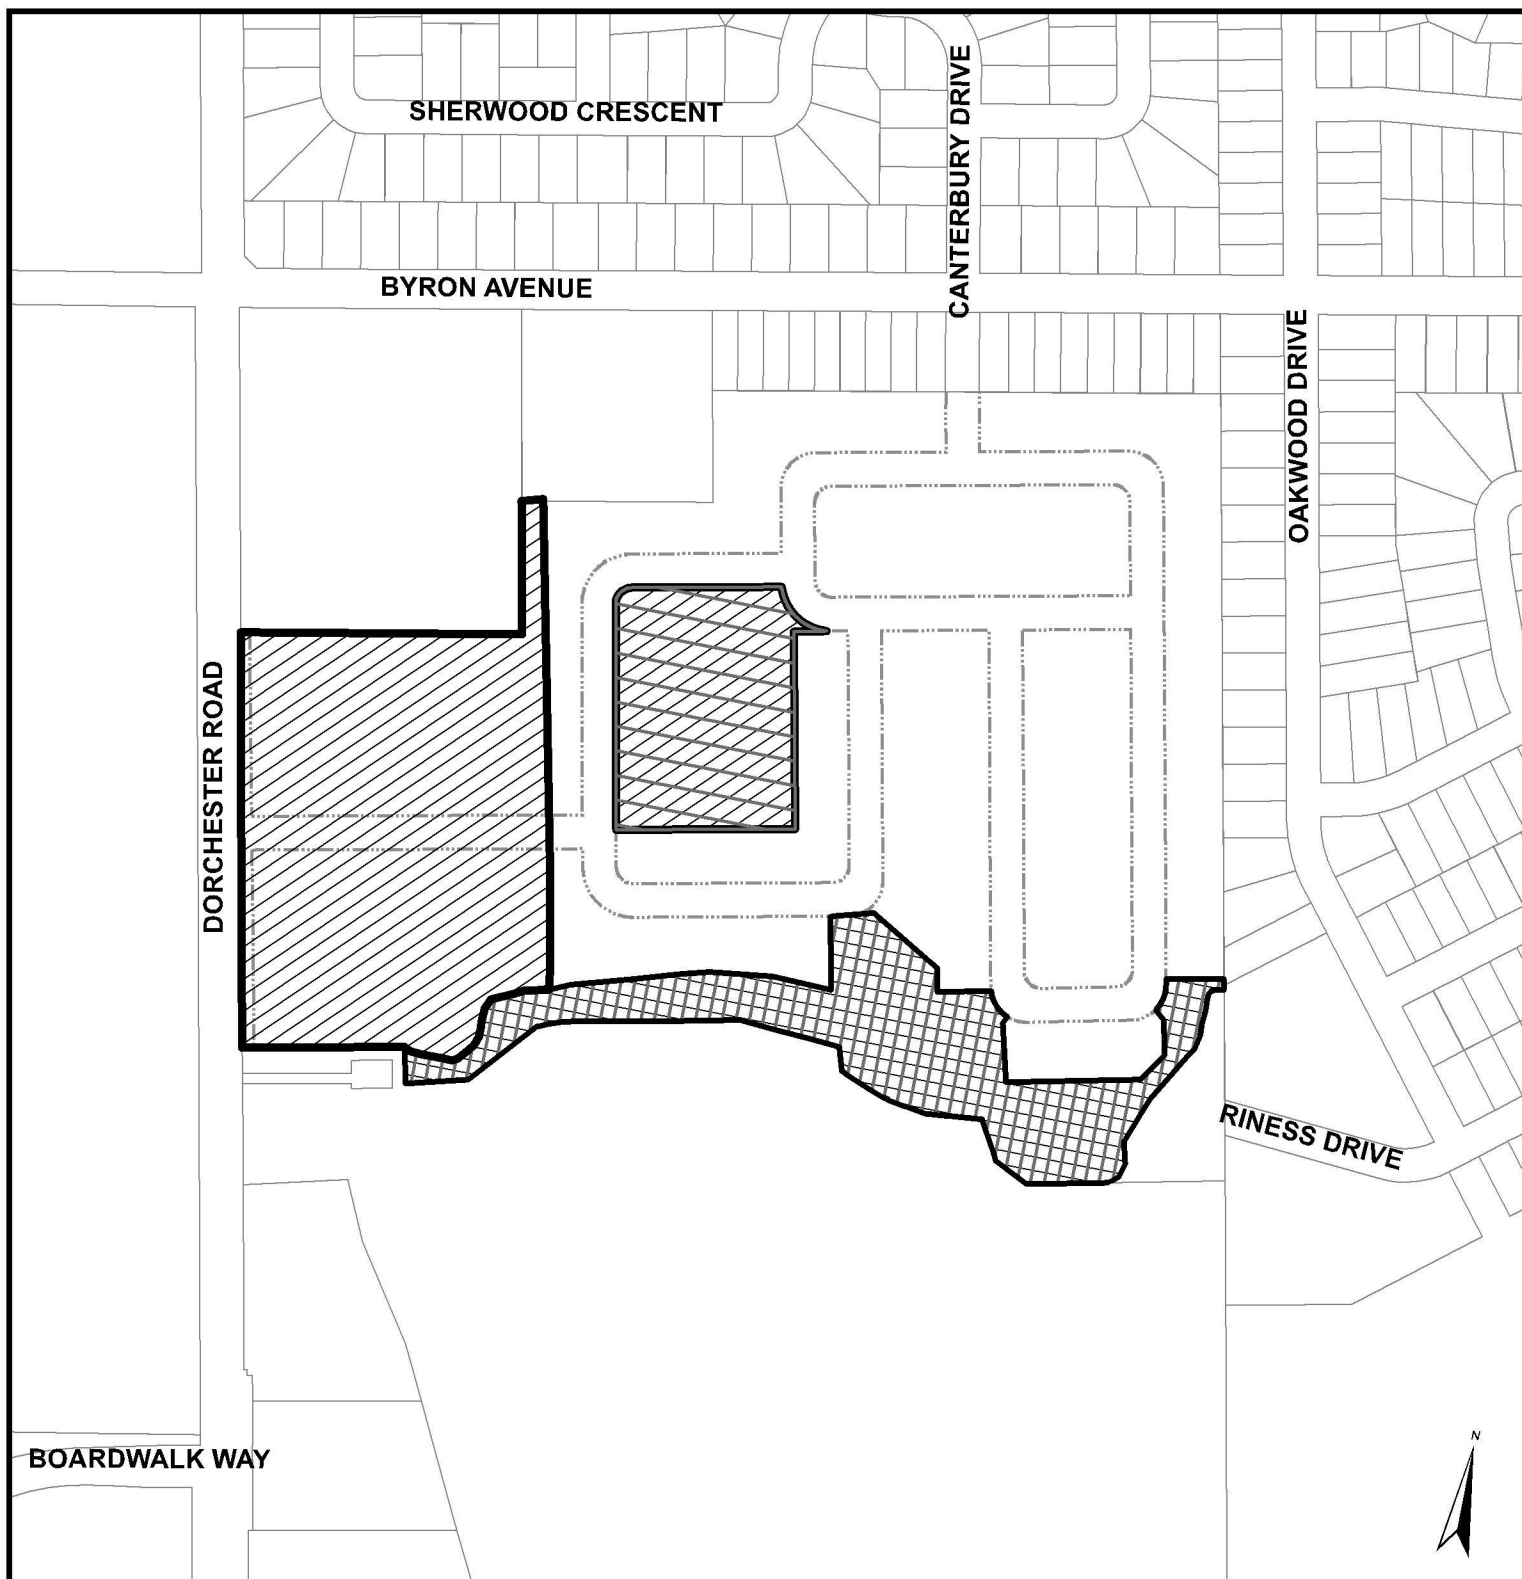 SHERWOOD CRESCENT
CANTERBURY DRIVE
BYRON AVENUE
OAKWOOD DRIVE
DORCHESTER ROAD
RINESS DRIVE
BOARDWALK WAY
N